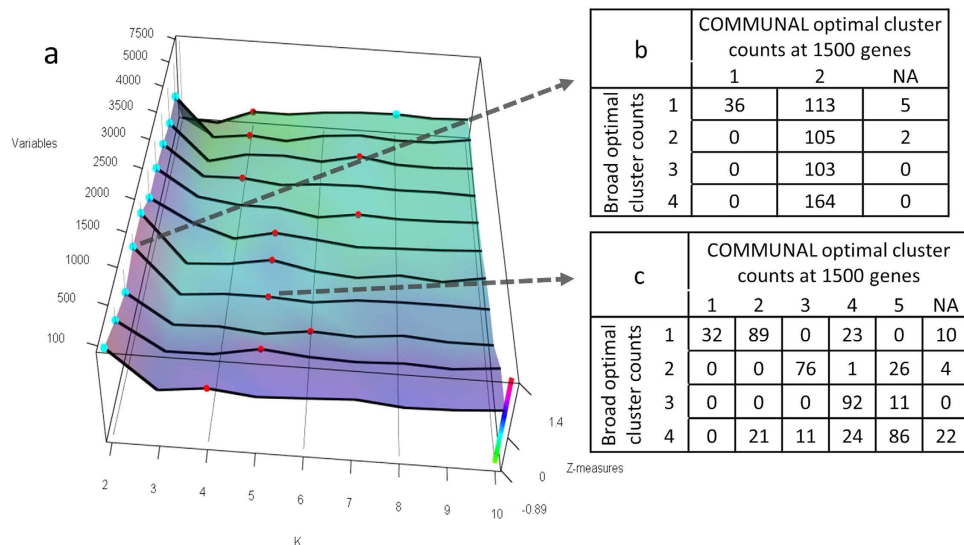 a
7500
5000
4000
3500
3000
2500
2000
1500
1000
500
100
Variables
2 3 4 5 6 7 8 9 10
K
1.4
0
-0.89
Z-measures
b
COMMUNAL optimal cluster
counts at 1500 genes
1 2 NA
Broad optimal
cluster counts
1 36 113 5
2 0 105 2
3 0 103 0
4 0 164 0
c
COMMUNAL optimal cluster
counts at 1500 genes
1 2 3 4 5 NA
Broad optimal
cluster counts
1 32 89 0 23 0 10
2 0 0 76 1 26 4
3 0 0 0 92 11 0
4 0 21 11 24 86 22